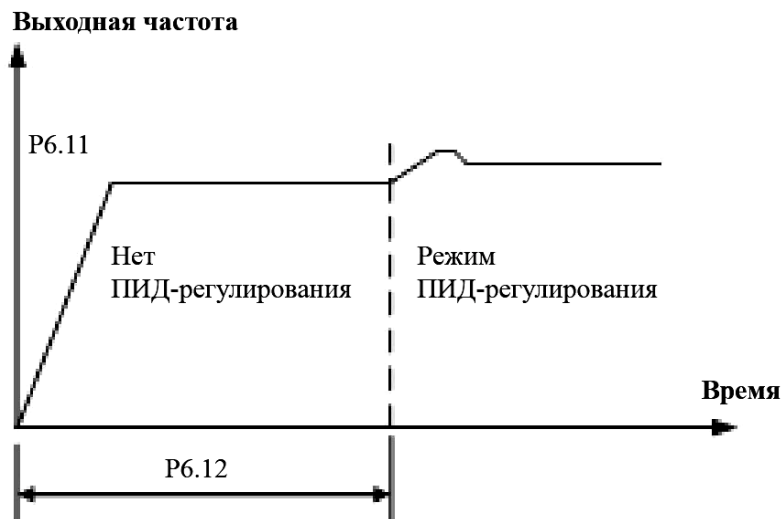 Выходная частота
P6.11
Нет
ПИД-регулирования
Режим
ПИД-регулирования
Время
P6.12